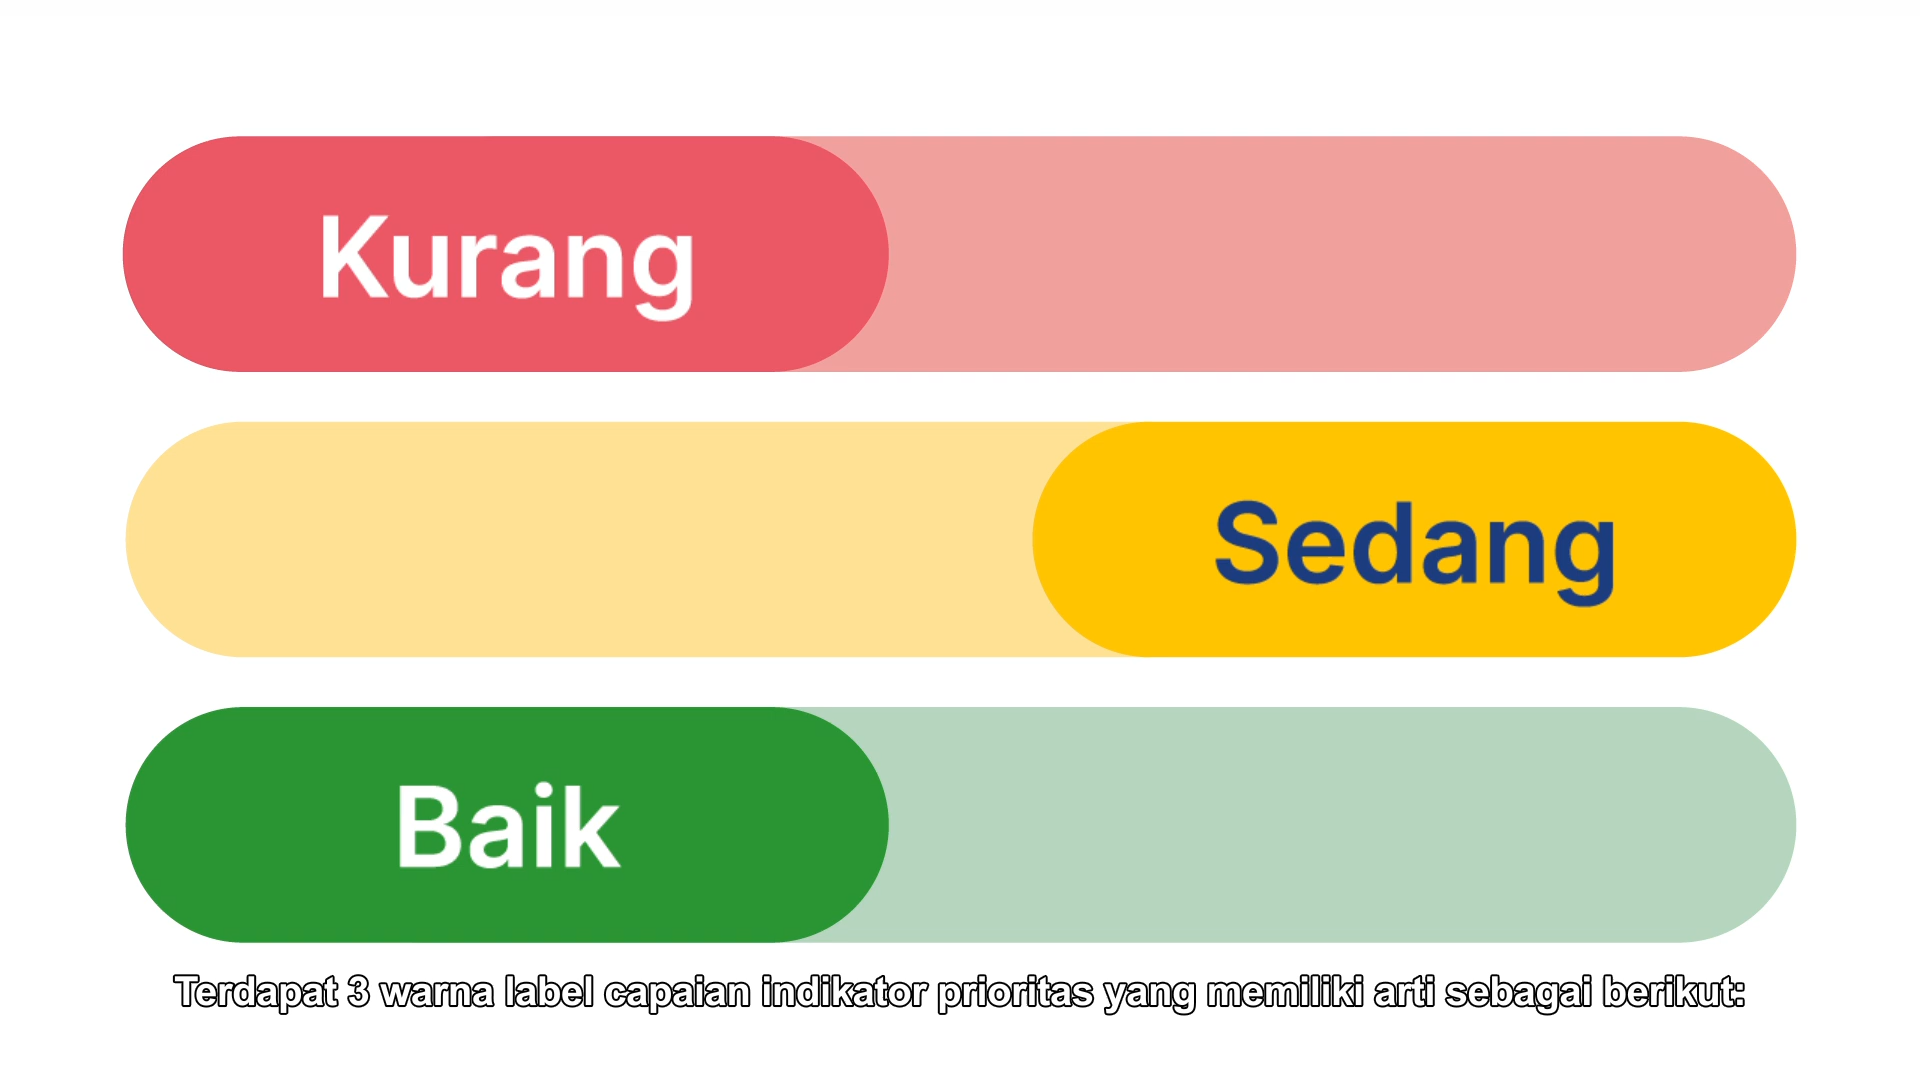 Kurang
Sedang
Baik
Terdapat 3 warna label capaian indikator prioritas yang memiliki arti sebagai berikut: